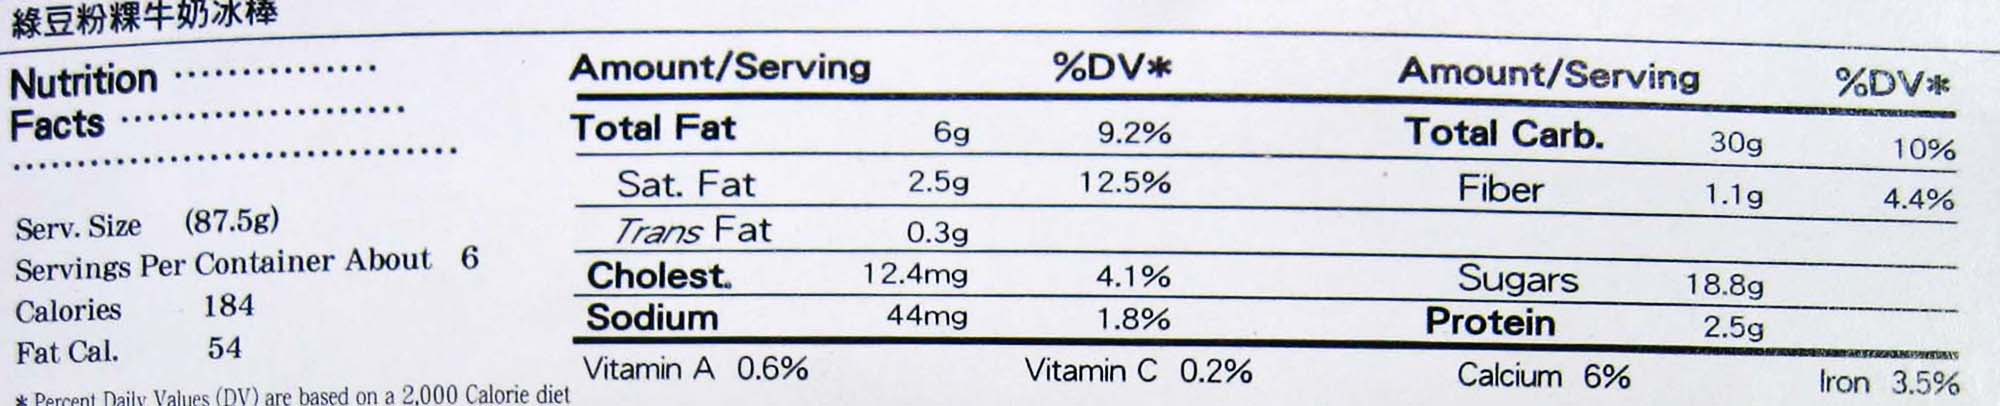 綠豆粉粿牛奶冰棒
Nutrition
Facts
Serv. Size (87.5g)
Servings Per Container About 6
Calories 184
Fat Cal. 54
* Percent Daily Values (DV) are based on a 2,000 Calorie diet
Amount/Serving %DV*
Total Fat 6g 9.2%
Sat. Fat 2.5g 12.5%
Trans Fat 0.3g
Cholest. 12.4mg 4.1%
Sodium 44mg 1.8%
Amount/Serving %DV*
Total Carb. 30g 10%
Fiber 1.1g 4.4%
Sugars 18.8g
Protein 2.5g
Vitamin A 0.6% Vitamin C 0.2% Calcium 6% Iron 3.5%